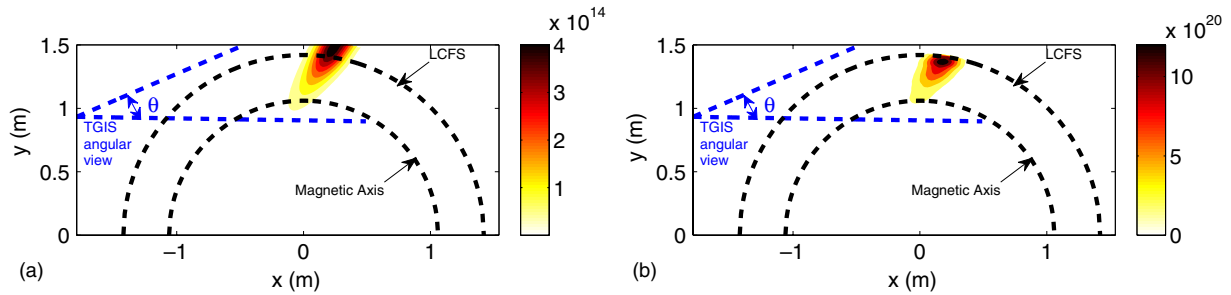 x 10^14
1.5
1
0.5
0
y (m)
−1
0
1
x (m)
LCFS
θ
TGIS
angular
view
Magnetic Axis
4
3
2
1
(a)
x 10^20
1.5
1
0.5
0
y (m)
−1
0
1
x (m)
LCFS
θ
TGIS
angular
view
Magnetic Axis
10
5
x10
(b)